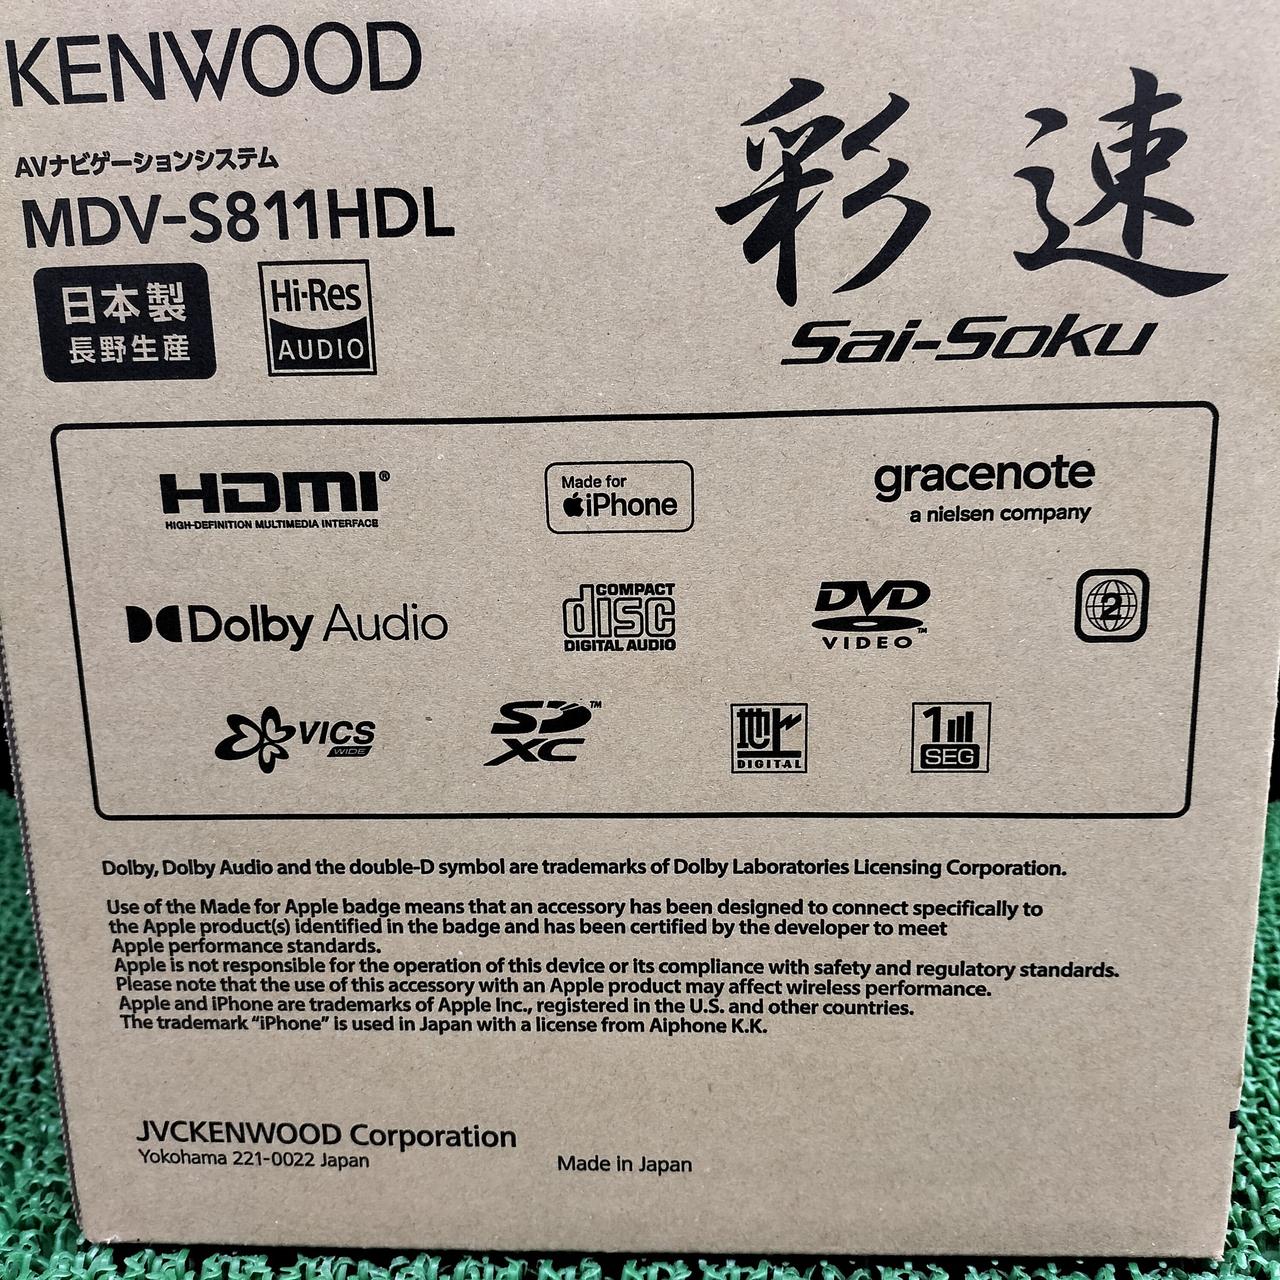 KENWOOD
AVナビゲーションシステム
MDV-S811HDL
日本製
長野生産
Hi-Res
AUDIO
彩速
Sai-Soku
HDMI®
HIGH-DEFINITION MULTIMEDIA INTERFACE
Made for
iPhone
gracenote
a nielsen company
Dolby Audio
COMPACT
disc
DIGITAL AUDIO
DVD
VIDEO™
2
VICS
WIDE
SD™
XC
地
DIGITAL
1
SEG
Dolby, Dolby Audio and the double-D symbol are trademarks of Dolby Laboratories Licensing Corporation.
Use of the Made for Apple badge means that an accessory has been designed to connect specifically to
the Apple product(s) identified in the badge and has been certified by the developer to meet
Apple performance standards.
Apple is not responsible for the operation of this device or its compliance with safety and regulatory standards.
Please note that the use of this accessory with an Apple product may affect wireless performance.
Apple and iPhone are trademarks of Apple Inc., registered in the U.S. and other countries.
The trademark “iPhone” is used in Japan with a license from Aiphone K.K.
JVCKENWOOD Corporation
Yokohama 221-0022 Japan
Made in Japan